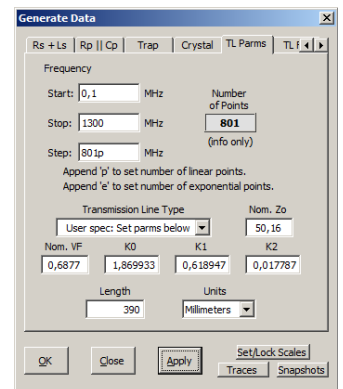 Generate Data
Rs + Ls Rp || Cp Trap Crystal TL Parms
Frequency
Start: 0,1 MHz
Number
of Points
Stop: 1300 MHz
801
(info only)
Step: 801p MHz
Append 'p' to set number of linear points.
Append 'e' to set number of exponential points.
Transmission Line Type Nom. Zo
User spec: Set parms below 50,16
Nom. VF K0 K1 K2
0,6877 1,869933 0,618947 0,017787
Length Units
390 Millimeters
OK Close Apply Set/Lock Scales
Traces Snapshots